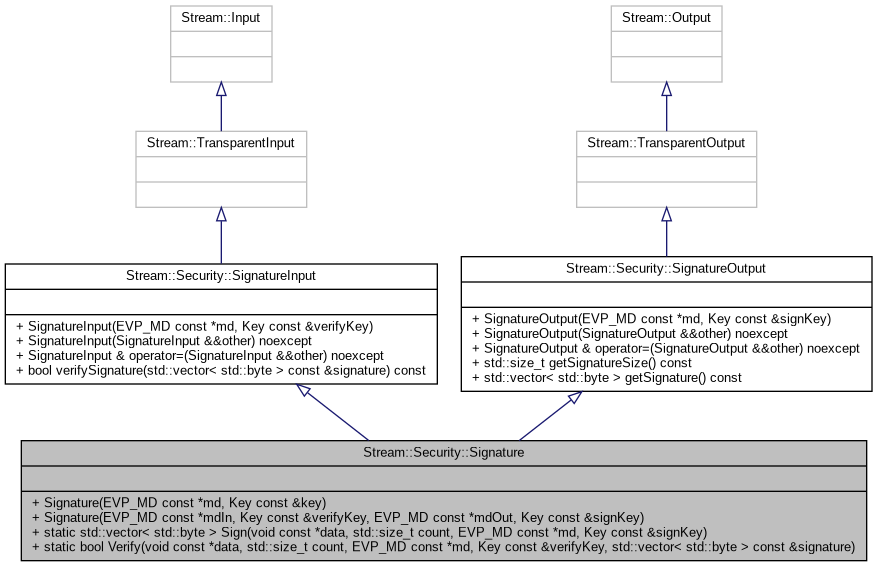 Stream::Input
Stream::Output
Stream::TransparentInput
Stream::TransparentOutput
Stream::Security::SignatureInput
+ SignatureInput(EVP_MD const *md, Key const &verifyKey)
+ SignatureInput(SignatureInput &&other) noexcept
+ SignatureInput & operator=(SignatureInput &&other) noexcept
+ bool verifySignature(std::vector< std::byte > const &signature) const
Stream::Security::SignatureOutput
+ SignatureOutput(EVP_MD const *md, Key const &signKey)
+ SignatureOutput(SignatureOutput &&other) noexcept
+ SignatureOutput & operator=(SignatureOutput &&other) noexcept
+ std::size_t getSignatureSize() const
+ std::vector< std::byte > getSignature() const
Stream::Security::Signature
+ Signature(EVP_MD const *md, Key const &key)
+ Signature(EVP_MD const *mdIn, Key const &verifyKey, EVP_MD const *mdOut, Key const &signKey)
+ static std::vector< std::byte > Sign(void const *data, std::size_t count, EVP_MD const *md, Key const &signKey)
+ static bool Verify(void const *data, std::size_t count, EVP_MD const *md, Key const &verifyKey, std::vector< std::byte > const &signature)